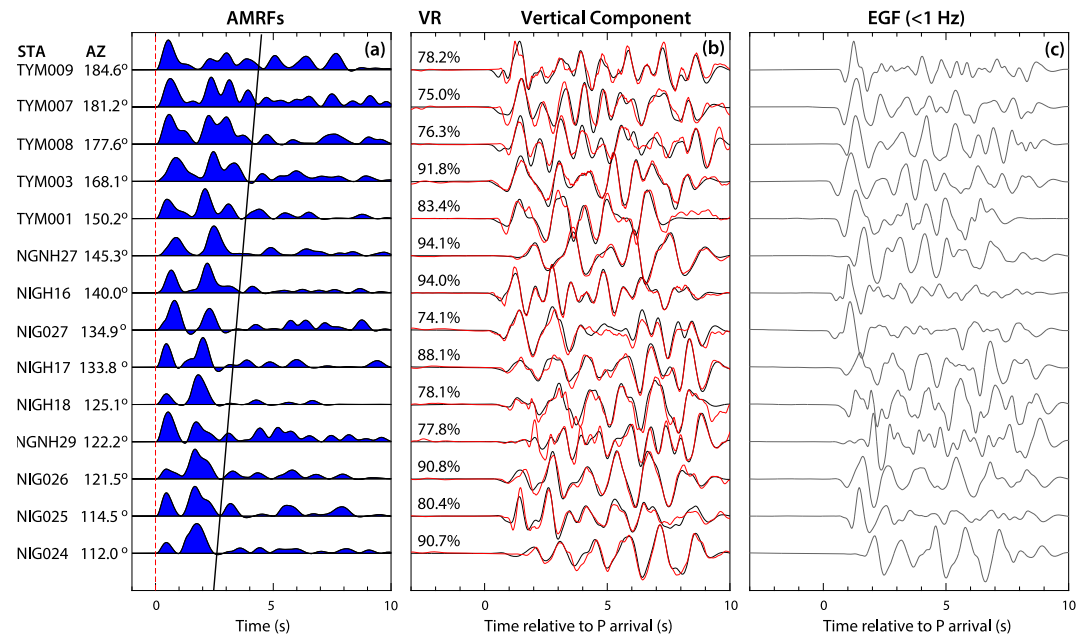 AMRFs VR Vertical Component EGF (<1 Hz)
STA AZ (a) (b) (c)
TYM009 184.6° 78.2%
TYM007 181.2° 75.0%
TYM008 177.6° 76.3%
TYM003 168.1° 91.8%
TYM001 150.2° 83.4%
NGNH27 145.3° 94.1%
NIGH16 140.0° 94.0%
NIG027 134.9° 74.1%
NIGH17 133.8 ° 88.1%
NIGH18 125.1° 78.1%
NGNH29 122.2° 77.8%
NIG026 121.5° 90.8%
NIG025 114.5° 80.4%
NIG024 112.0 ° 90.7%
0 5 10 0 5 10 0 5 10
Time (s) Time relative to P arrival (s) Time relative to P arrival (s)